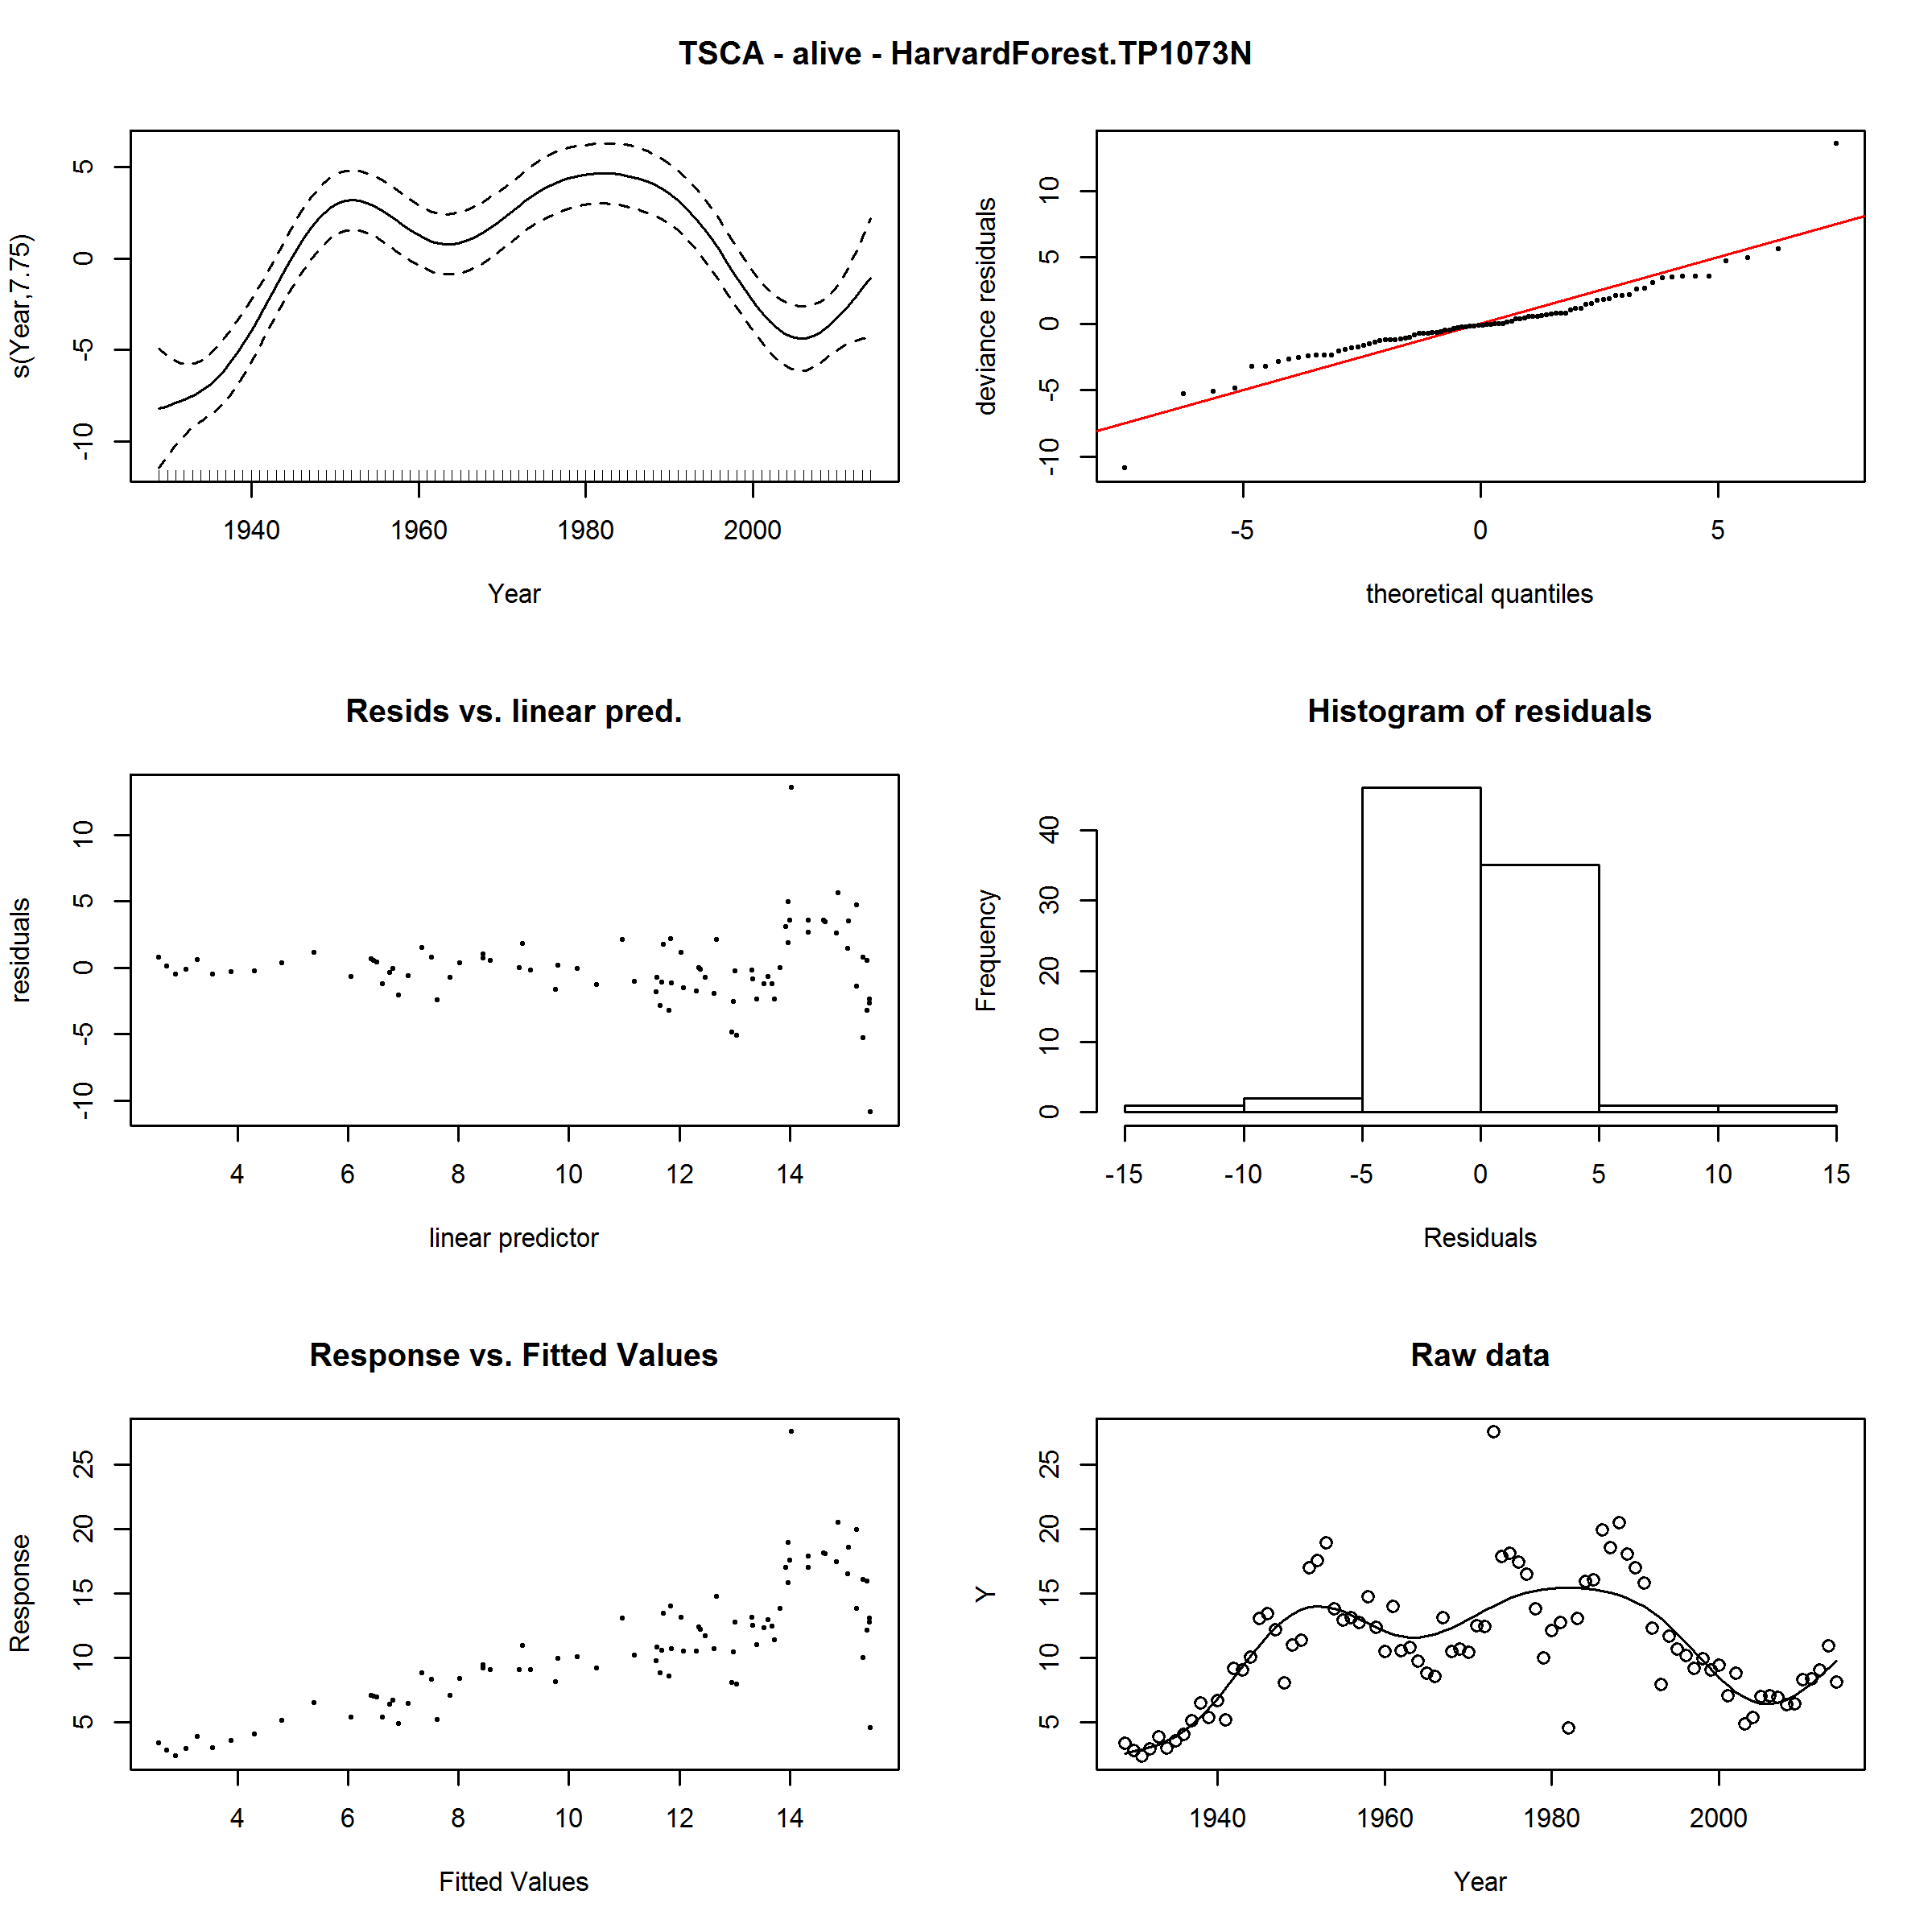 TSCA - alive - HarvardForest.TP1073N
s(Year,7.75)
5
0
-5
-10
1940 1960 1980 2000
Year
deviance residuals
10
5
0
-5
-10
-5 0 5
theoretical quantiles
Resids vs. linear pred.
residuals
10
5
0
-5
-10
4 6 8 10 12 14
linear predictor
Histogram of residuals
Frequency
40
30
20
10
0
-15 -10 -5 0 5 10 15
Residuals
Response vs. Fitted Values
Response
25
20
15
10
5
4 6 8 10 12 14
Fitted Values
Raw data
Y
25
20
15
10
5
1940 1960 1980 2000
Year